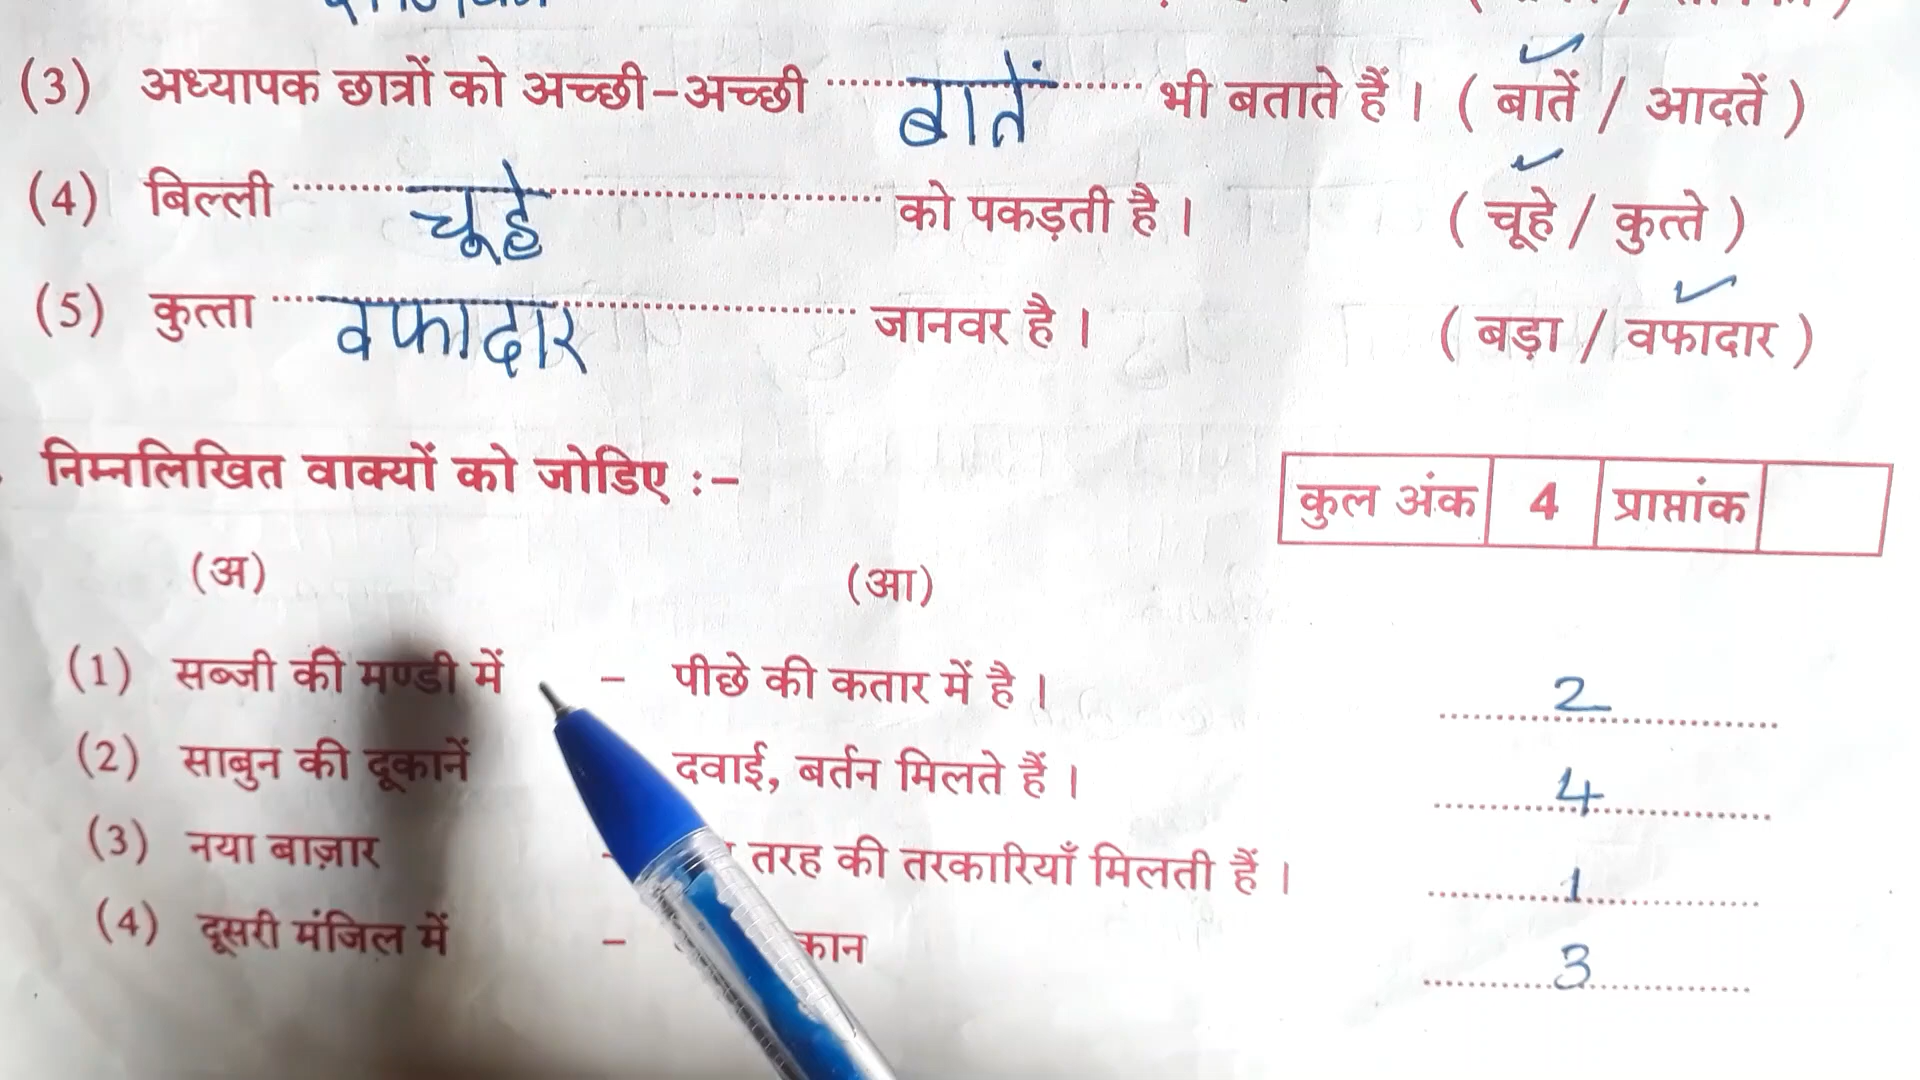 (3) अध्यापक छात्रों को अच्छी-अच्छी बातें भी बताते हैं। ( बातें / आदतें )
(4) बिल्ली चूहे को पकड़ती है। ( चूहे / कुत्ते )
(5) कुत्ता वफादार जानवर है। ( बड़ा / वफादार )
निम्नलिखित वाक्यों को जोडिए :-
कुल अंक 4 प्राप्तांक
(अ) (आ)
(1) सब्जी की मण्डी में - पीछे की कतार में है। 2
(2) साबुन की दूकानें दवाई, बर्तन मिलते हैं। 4
(3) नया बाज़ार - तरह की तरकारियाँ मिलती हैं। 1
(4) दूसरी मंजिल में - 3